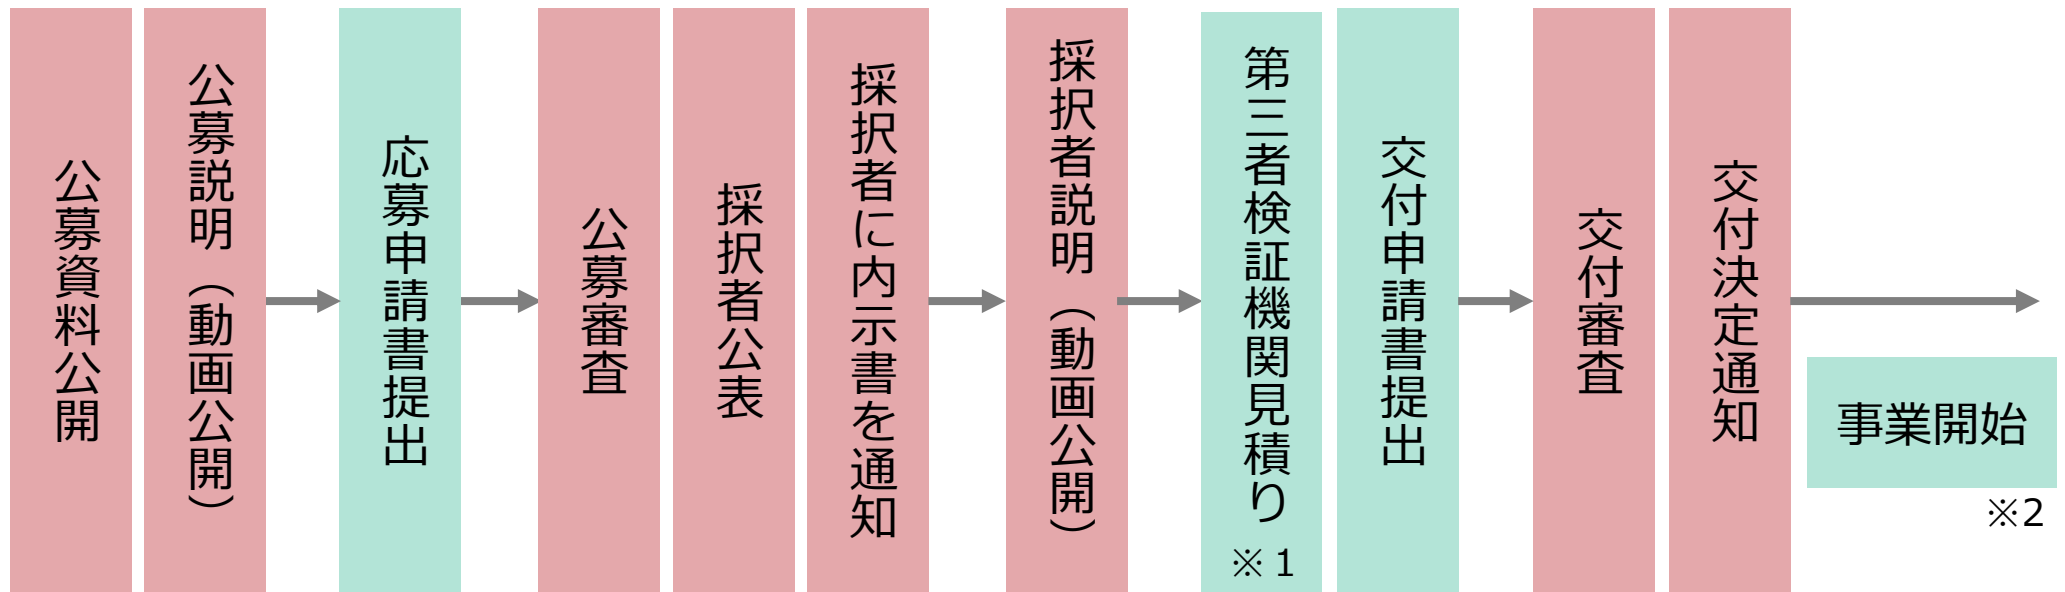 公募資料公開
公募説明（動画公開）
応募申請書提出
公募審査
採択者公表
採択者に内示書を通知
採択者説明（動画公開）
第三者検証機関見積り
※１
交付申請書提出
交付審査
交付決定通知
事業開始
※2